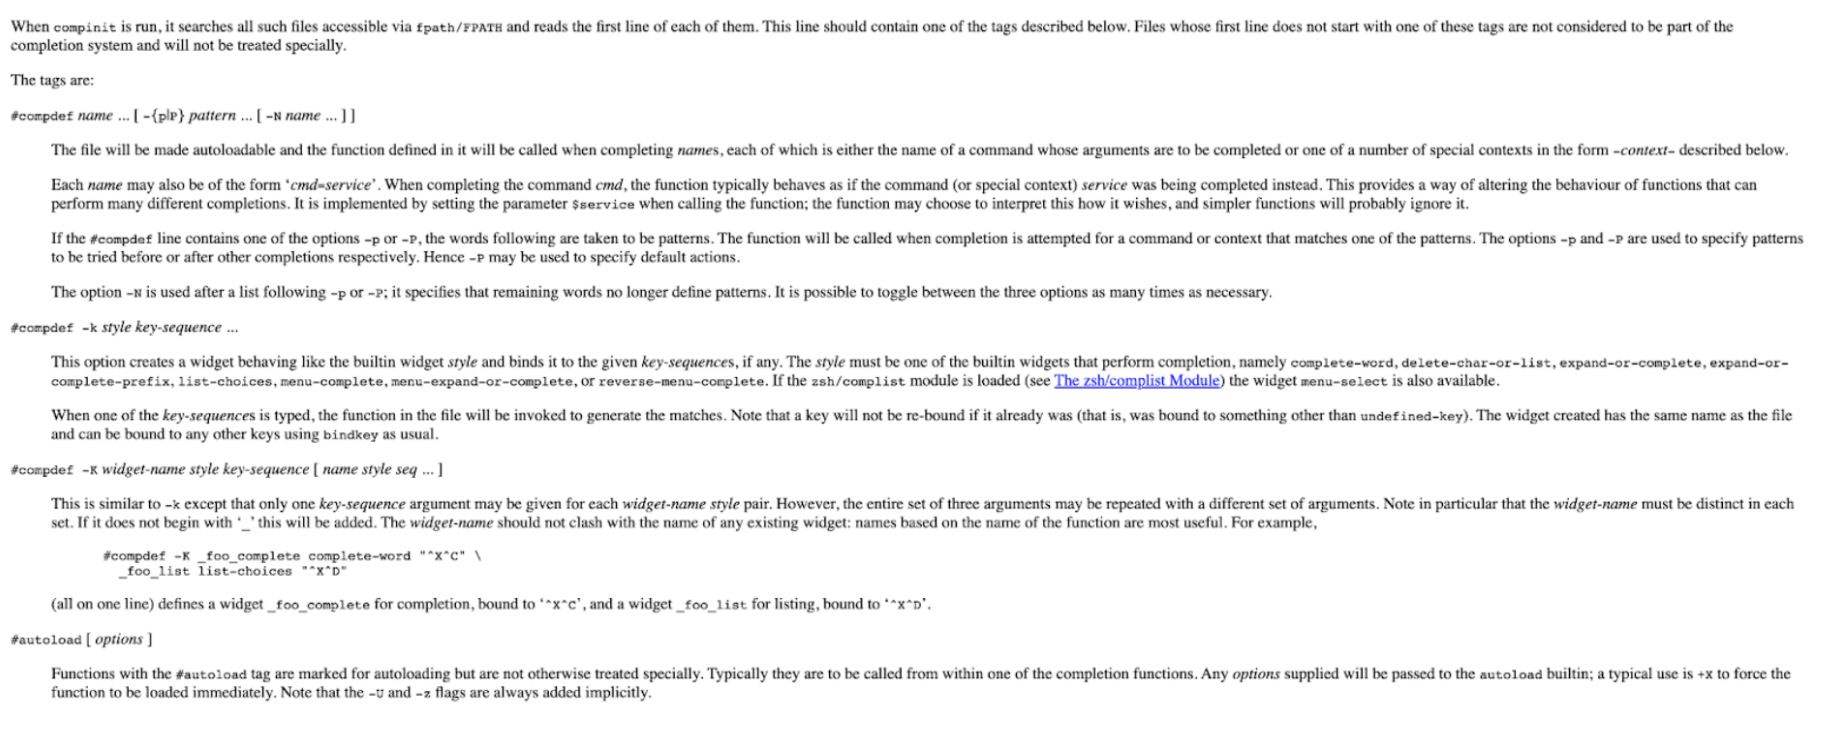 When compinit is run, it searches all such files accessible via fpath/FPATH and reads the first line of each of them. This line should contain one of the tags described below. Files whose first line does not start with one of these tags are not considered to be part of the
completion system and will not be treated specially.
The tags are:
#compdef name ... [ -{p|P} pattern ... [ -N name ... ] ]
The file will be made autoloadable and the function defined in it will be called when completing names, each of which is either the name of a command whose arguments are to be completed or one of a number of special contexts in the form -context- described below.
Each name may also be of the form ‘cmd=service’. When completing the command cmd, the function typically behaves as if the command (or special context) service was being completed instead. This provides a way of altering the behaviour of functions that can
perform many different completions. It is implemented by setting the parameter $service when calling the function; the function may choose to interpret this how it wishes, and simpler functions will probably ignore it.
If the #compdef line contains one of the options -p or -P, the words following are taken to be patterns. The function will be called when completion is attempted for a command or context that matches one of the patterns. The options -p and -P are used to specify patterns
to be tried before or after other completions respectively. Hence -P may be used to specify default actions.
The option -N is used after a list following -p or -P; it specifies that remaining words no longer define patterns. It is possible to toggle between the three options as many times as necessary.
#compdef -k style key-sequence ...
This option creates a widget behaving like the builtin widget style and binds it to the given key-sequences, if any. The style must be one of the builtin widgets that perform completion, namely complete-word, delete-char-or-list, expand-or-complete, expand-or-
complete-prefix, list-choices, menu-complete, menu-expand-or-complete, or reverse-menu-complete. If the zsh/complist module is loaded (see The zsh/complist Module) the widget menu-select is also available.
When one of the key-sequences is typed, the function in the file will be invoked to generate the matches. Note that a key will not be re-bound if it already was (that is, was bound to something other than undefined-key). The widget created has the same name as the file
and can be bound to any other keys using bindkey as usual.
#compdef -K widget-name style key-sequence [ name style seq ... ]
This is similar to -k except that only one key-sequence argument may be given for each widget-name style pair. However, the entire set of three arguments may be repeated with a different set of arguments. Note in particular that the widget-name must be distinct in each
set. If it does not begin with ‘_’ this will be added. The widget-name should not clash with the name of any existing widget: names based on the name of the function are most useful. For example,
#compdef -K _foo_complete complete-word "^X^C" \
_foo_list list-choices "^X^D"
(all on one line) defines a widget _foo_complete for completion, bound to ‘^X^C’, and a widget _foo_list for listing, bound to ‘^X^D’.
#autoload [ options ]
Functions with the #autoload tag are marked for autoloading but are not otherwise treated specially. Typically they are to be called from within one of the completion functions. Any options supplied will be passed to the autoload builtin; a typical use is +X to force the
function to be loaded immediately. Note that the -U and -z flags are always added implicitly.